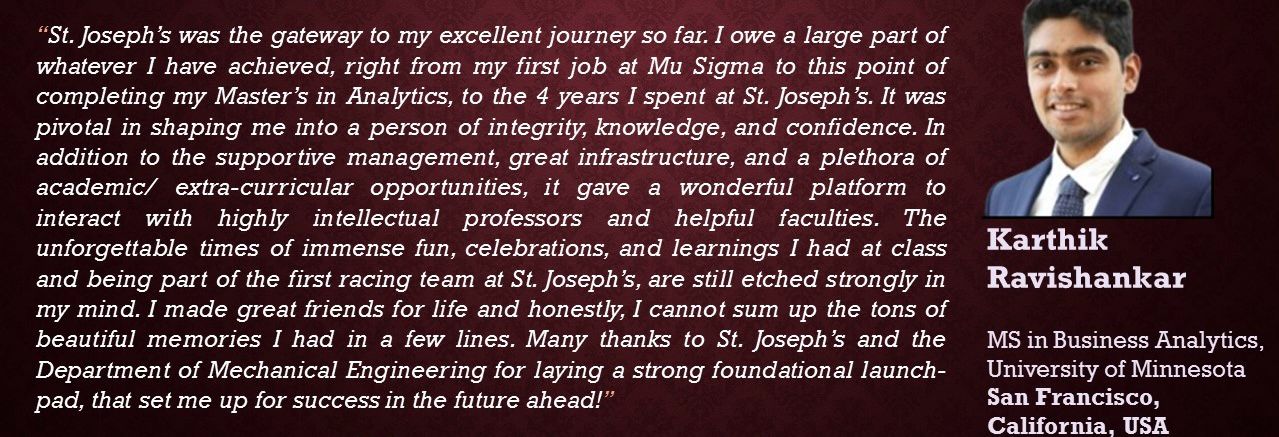 “St. Joseph’s was the gateway to my excellent journey so far. I owe a large part of
whatever I have achieved, right from my first job at Mu Sigma to this point of
completing my Master’s in Analytics, to the 4 years I spent at St. Joseph’s. It was
pivotal in shaping me into a person of integrity, knowledge, and confidence. In
addition to the supportive management, great infrastructure, and a plethora of
academic/ extra-curricular opportunities, it gave a wonderful platform to
interact with highly intellectual professors and helpful faculties. The
unforgettable times of immense fun, celebrations, and learnings I had at class
and being part of the first racing team at St. Joseph’s, are still etched strongly in
my mind. I made great friends for life and honestly, I cannot sum up the tons of
beautiful memories I had in a few lines. Many thanks to St. Joseph’s and the
Department of Mechanical Engineering for laying a strong foundational launch-
pad, that set me up for success in the future ahead!”
Karthik
Ravishankar
MS in Business Analytics,
University of Minnesota
San Francisco,
California, USA